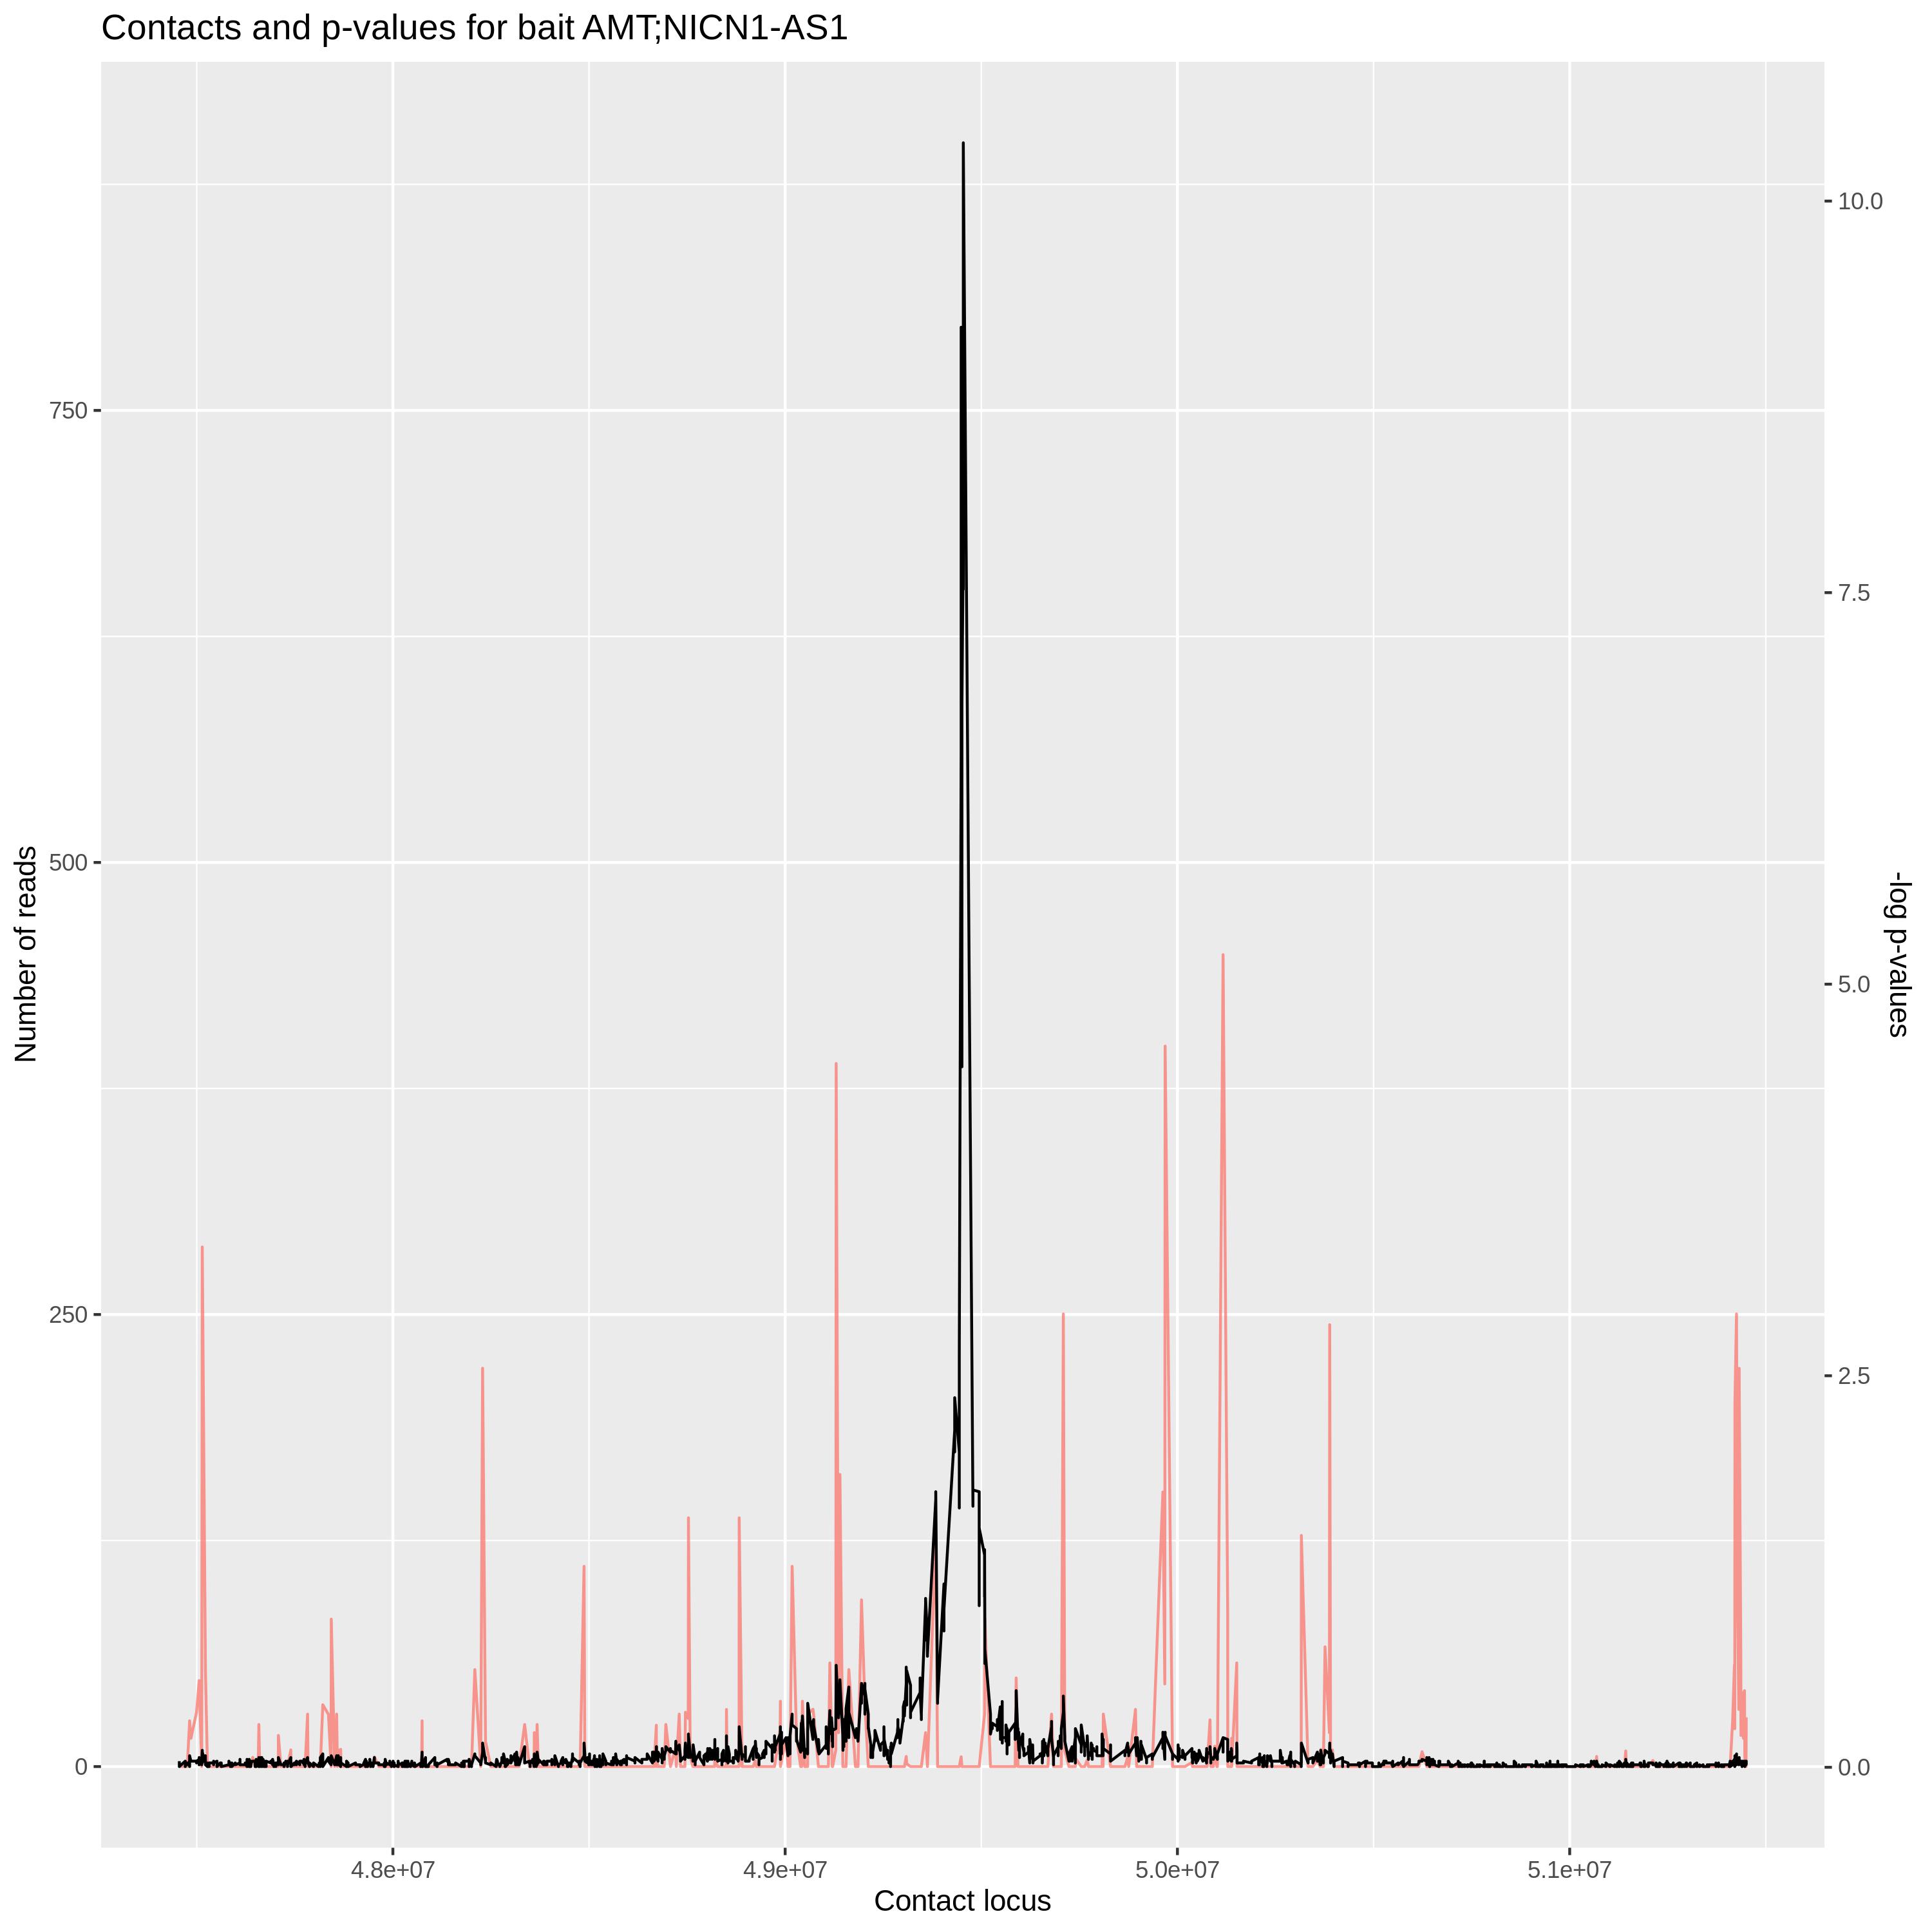 Contacts and p-values for bait AMT;NICN1-AS1
10.0
750
7.5
500
5.0
Number of reads
-log p-values
250
2.5
0
0.0
4.8e+07
4.9e+07
5.0e+07
5.1e+07
Contact locus